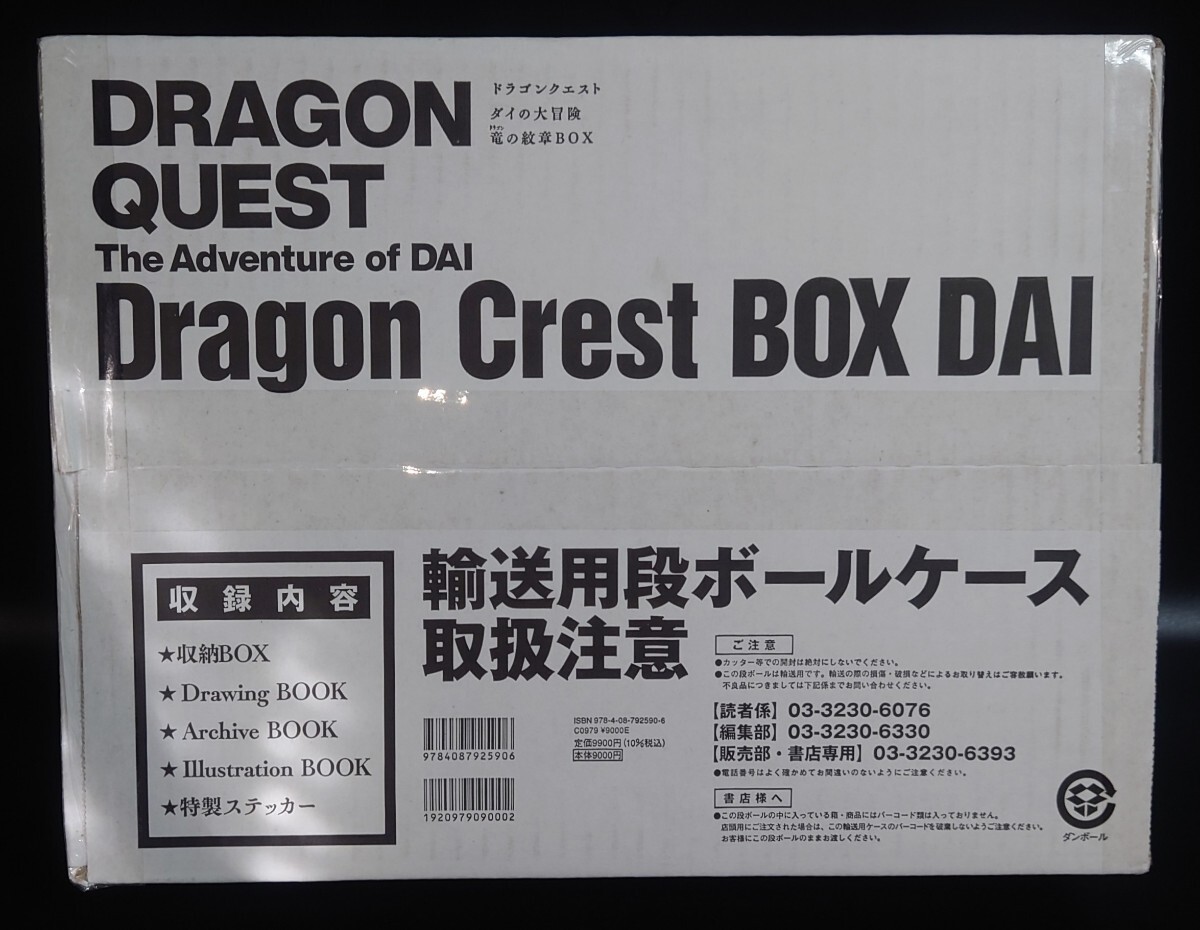 DRAGON
QUEST
The Adventure of DAI
Dragon Crest BOX DAI
ドラゴンクエスト
ダイの大冒険
ドラゴン
竜の紋章BOX
輸送用段ボールケース
取扱注意
収録内容
★収納BOX
★Drawing BOOK
★Archive BOOK
★Illustration BOOK
★特製ステッカー
9784087925906
1920979090002
ISBN 978-4-08-792590-6
C0979 ¥9000E
定価9900円(10%税込)
本体9000円
ご注意
●カッター等での開封は絶対にしないでください。
●この段ボールは輸送用です。輸送の際の損傷・破損などによるお取り替えはご容赦願います。
不良品につきましては下記係までお問い合わせください。
【読者係】03-3230-6076
【編集部】03-3230-6330
【販売部・書店専用】03-3230-6393
●電話番号はよく確かめてお間違いのないようにご注意ください。
書店様へ
●この段ボールの中に入っている箱・商品にはバーコード類は入っておりません。
店頭用にご注文された場合は、この輸送用ケースのバーコードを破棄しないようご注意ください。
お客様にこの段ボールのままお渡しください。
ダンボール